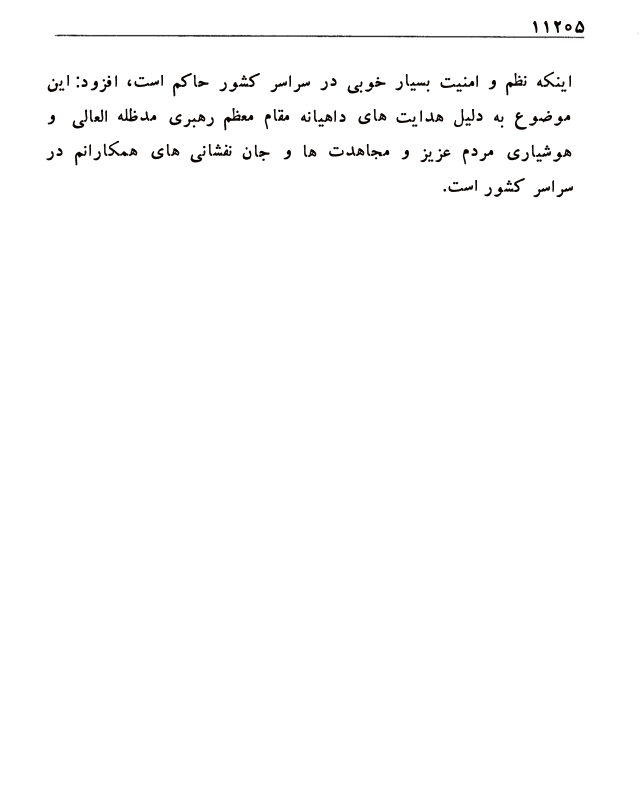 ۱۱۲۰۵
اینکه نظم و امنیت بسیار خوبی در سراسر کشور حاکم است، افزود: این
موضوع به دلیل هدایت های داهیانه مقام معظم رهبری مدظله العالی و
هوشیاری مردم عزیز و مجاهدت ها و جان نفشانی های همکارانم در
سراسر کشور است.